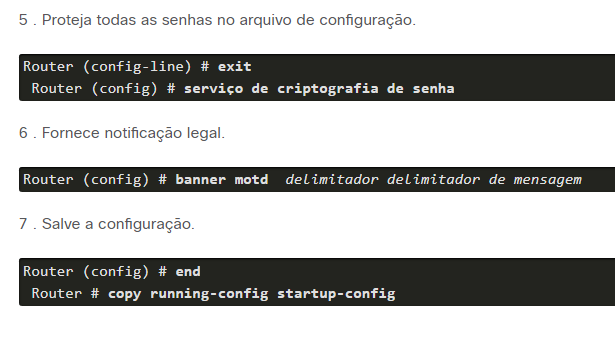 5 . Proteja todas as senhas no arquivo de configuração.
Router (config-line) # exit
Router (config) # serviço de criptografia de senha
6 . Fornece notificação legal.
Router (config) # banner motd delimitador delimitador de mensagem
7 . Salve a configuração.
Router (config) # end
Router # copy running-config startup-config